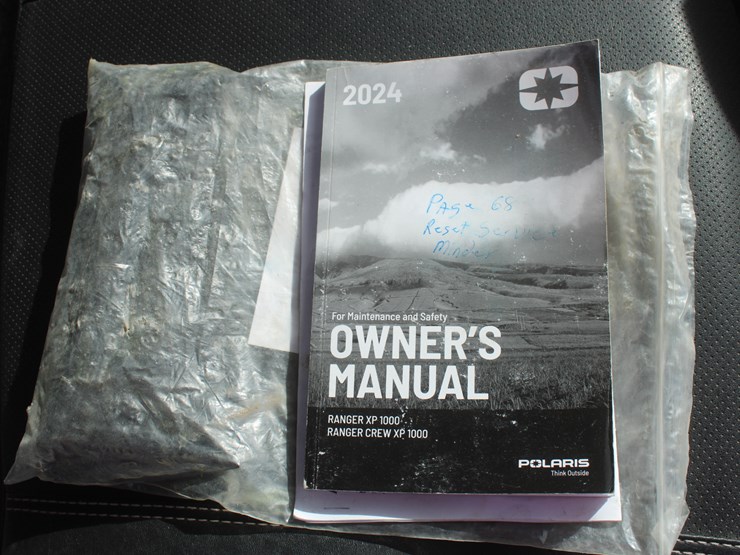 2024
Page 68
Reset Service
Minder
For Maintenance and Safety
OWNER'S
MANUAL
RANGER XP 1000
RANGER CREW XP 1000
POLARIS
Think Outside